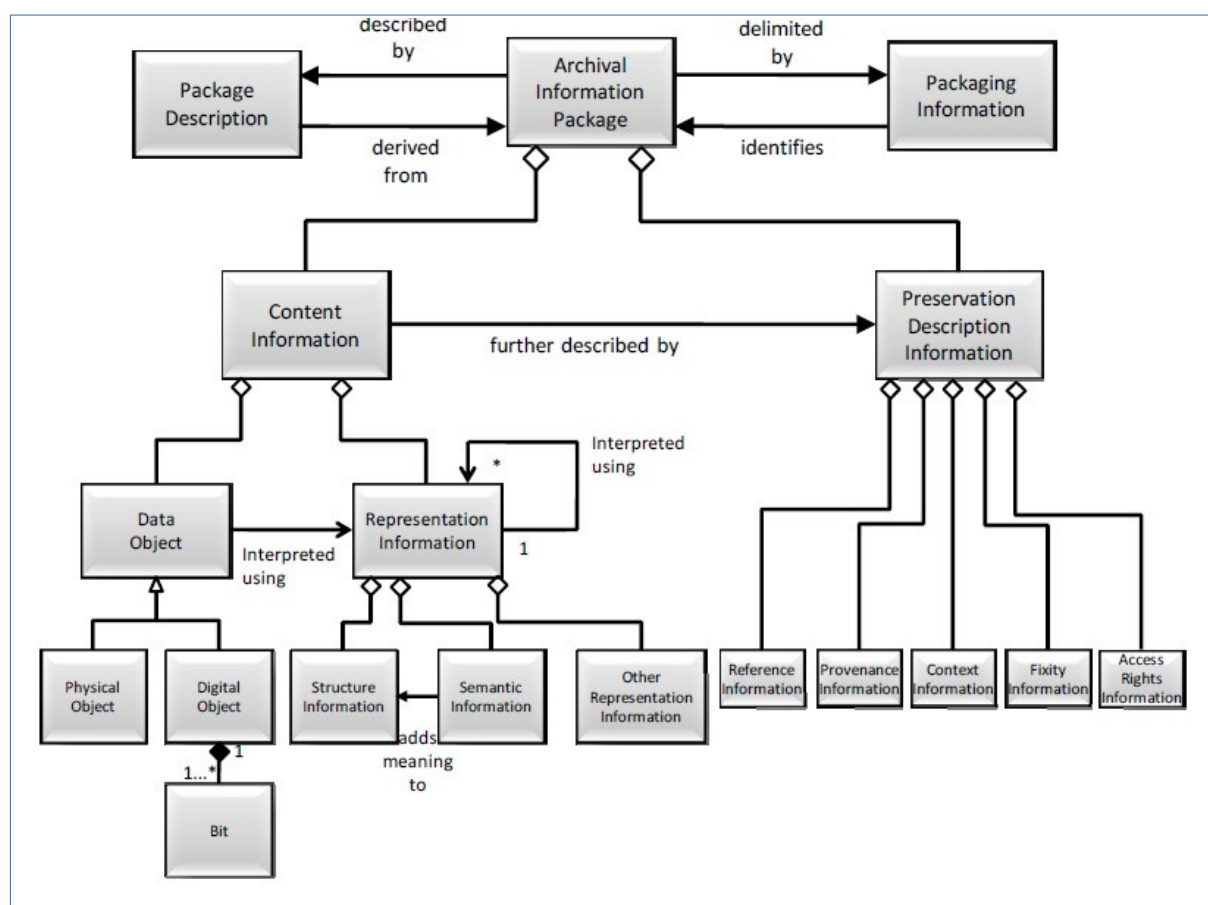 described
by
delimited
by
Package
Description
Archival
Information
Package
Packaging
Information
derived
from
identifies
Content
Information
further described by
Preservation
Description
Information
Interpreted
using
*
Data
Object
Interpreted
using
Representation
Information
1
Physical
Object
Digital
Object
Structure
Information
Semantic
Information
Other
Representation
Information
Reference
Information
Provenance
Information
Context
Information
Fixity
Information
Access
Rights
Information
adds
meaning
to
1
1...*
Bit